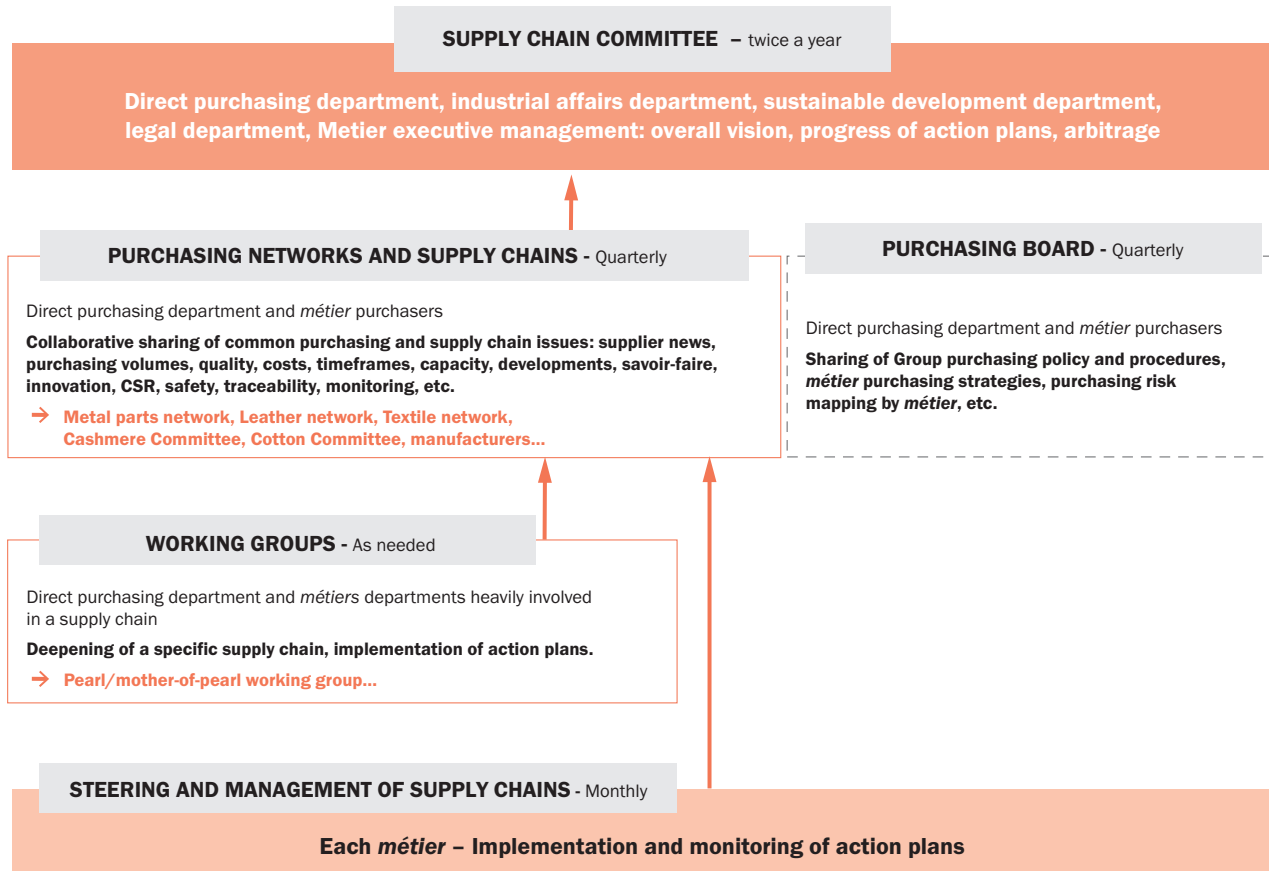 SUPPLY CHAIN COMMITTEE – twice a year
Direct purchasing department, industrial affairs department, sustainable development department,
legal department, Metier executive management: overall vision, progress of action plans, arbitrage
PURCHASING NETWORKS AND SUPPLY CHAINS - Quarterly
Direct purchasing department and métier purchasers
Collaborative sharing of common purchasing and supply chain issues: supplier news,
purchasing volumes, quality, costs, timeframes, capacity, developments, savoir-faire,
innovation, CSR, safety, traceability, monitoring, etc.
→ Metal parts network, Leather network, Textile network,
Cashmere Committee, Cotton Committee, manufacturers...
PURCHASING BOARD - Quarterly
Direct purchasing department and métier purchasers
Sharing of Group purchasing policy and procedures,
métier purchasing strategies, purchasing risk
mapping by métier, etc.
WORKING GROUPS - As needed
Direct purchasing department and métiers departments heavily involved
in a supply chain
Deepening of a specific supply chain, implementation of action plans.
→ Pearl/mother-of-pearl working group...
STEERING AND MANAGEMENT OF SUPPLY CHAINS - Monthly
Each métier – Implementation and monitoring of action plans